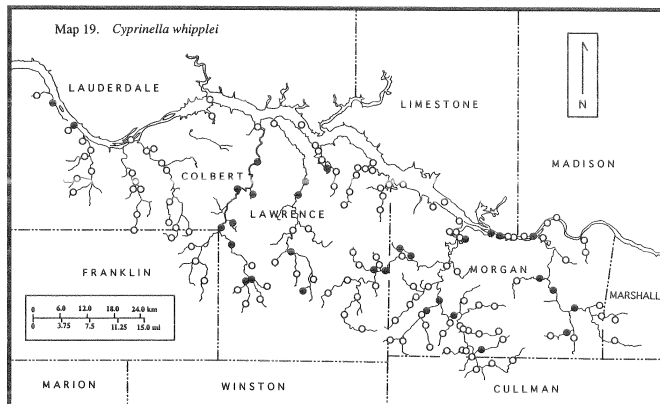 Map 19. Cyprinella whipplei
LAUDERDALE
LIMESTONE
N
MADISON
COLBERT
LAWRENCE
FRANKLIN
MORGAN
MARSHALL
0 6.0 12.0 18.0 24.0 km
0 3.75 7.5 11.25 15.0 mi
MARION
WINSTON
CULLMAN